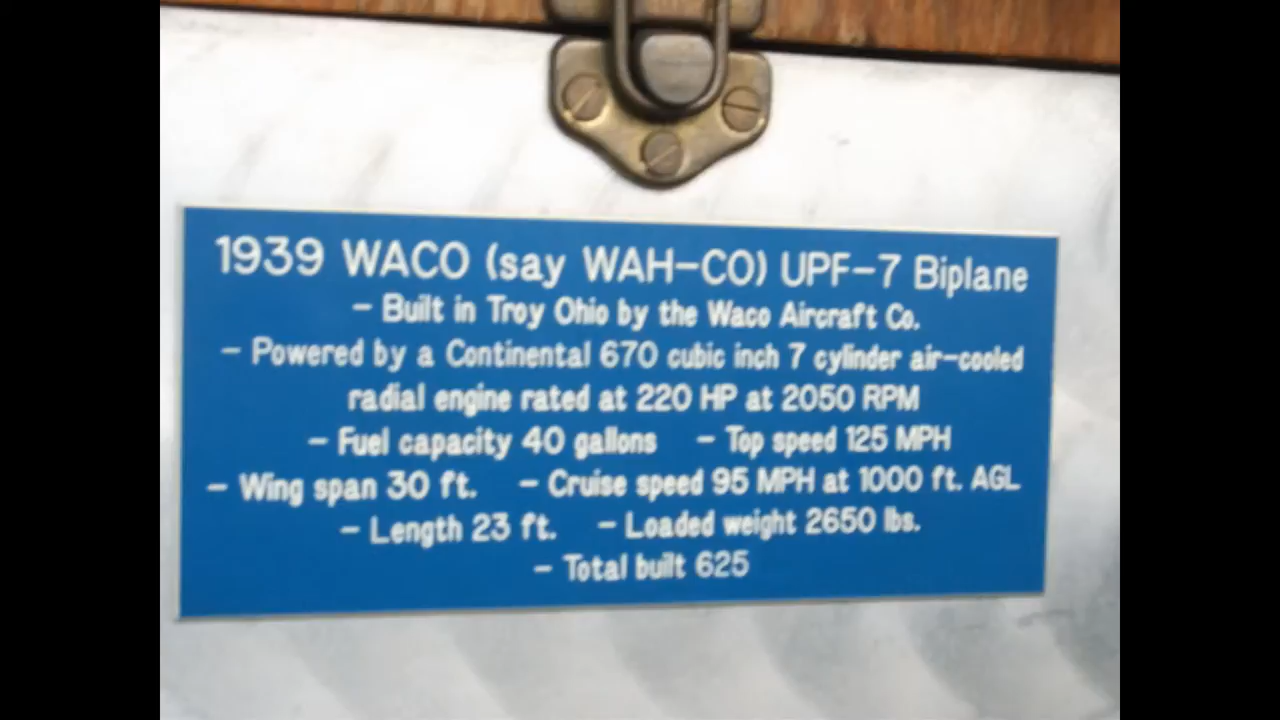 1939 WACO (say WAH-CO) UPF-7 Biplane
- Built in Troy Ohio by the Waco Aircraft Co.
- Powered by a Continental 670 cubic inch 7 cylinder air-cooled
radial engine rated at 220 HP at 2050 RPM
- Fuel capacity 40 gallons - Top speed 125 MPH
- Wing span 30 ft. - Cruise speed 95 MPH at 1000 ft. AGL
- Length 23 ft. - Loaded weight 2650 lbs.
- Total built 625